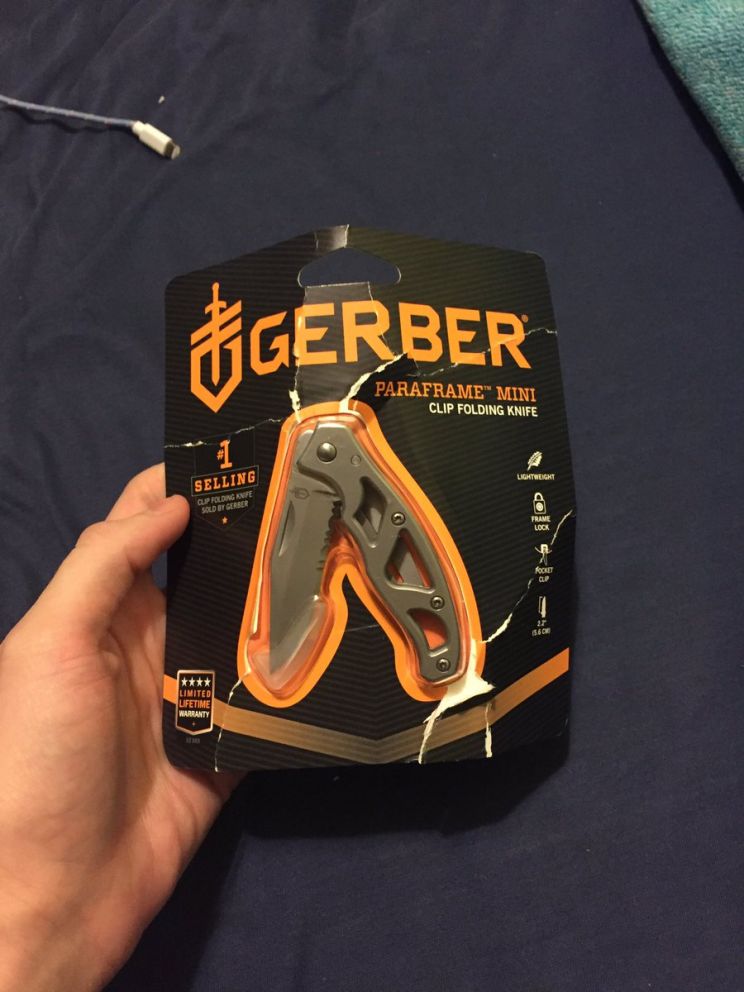 GERBER®
PARAFRAME™ MINI
CLIP FOLDING KNIFE
#1
SELLING
CLIP FOLDING KNIFE
SOLD BY GERBER
LIGHTWEIGHT
FRAME
LOCK
POCKET
CLIP
2.2"
(5.6 CM)
LIMITED
LIFETIME
WARRANTY